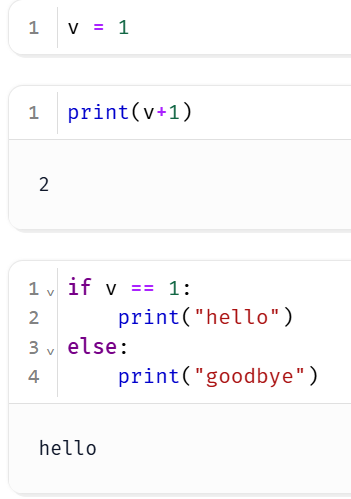 1 v = 1
1 print(v+1)
2
1 if v == 1:
2     print("hello")
3 else:
4     print("goodbye")
hello